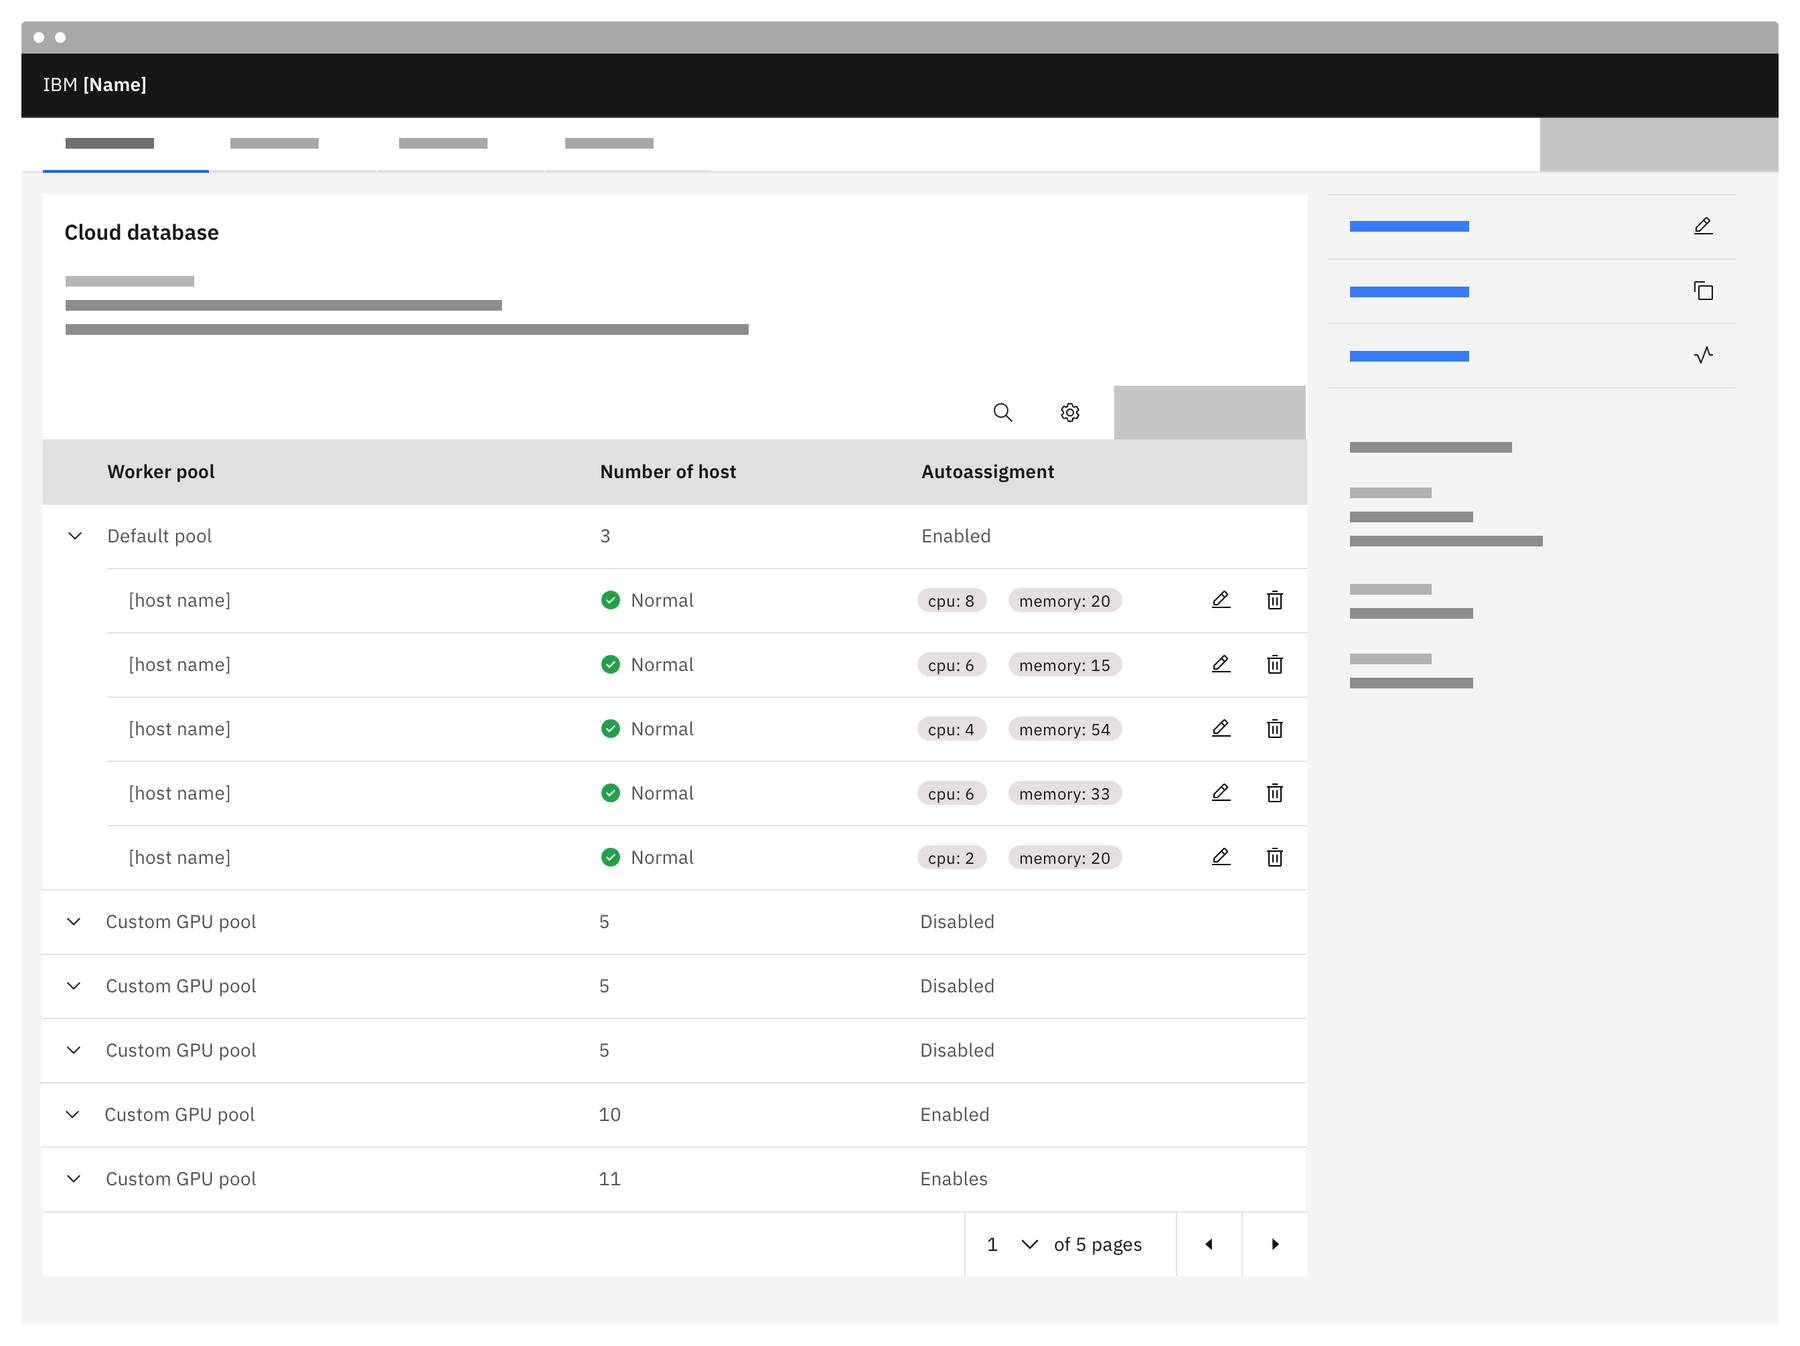 IBM [Name]
Cloud database
Worker pool Number of host Autoassigment
Default pool 3 Enabled
[host name] Normal cpu: 8 memory: 20
[host name] Normal cpu: 6 memory: 15
[host name] Normal cpu: 4 memory: 54
[host name] Normal cpu: 6 memory: 33
[host name] Normal cpu: 2 memory: 20
Custom GPU pool 5 Disabled
Custom GPU pool 5 Disabled
Custom GPU pool 5 Disabled
Custom GPU pool 10 Enabled
Custom GPU pool 11 Enables
1 of 5 pages